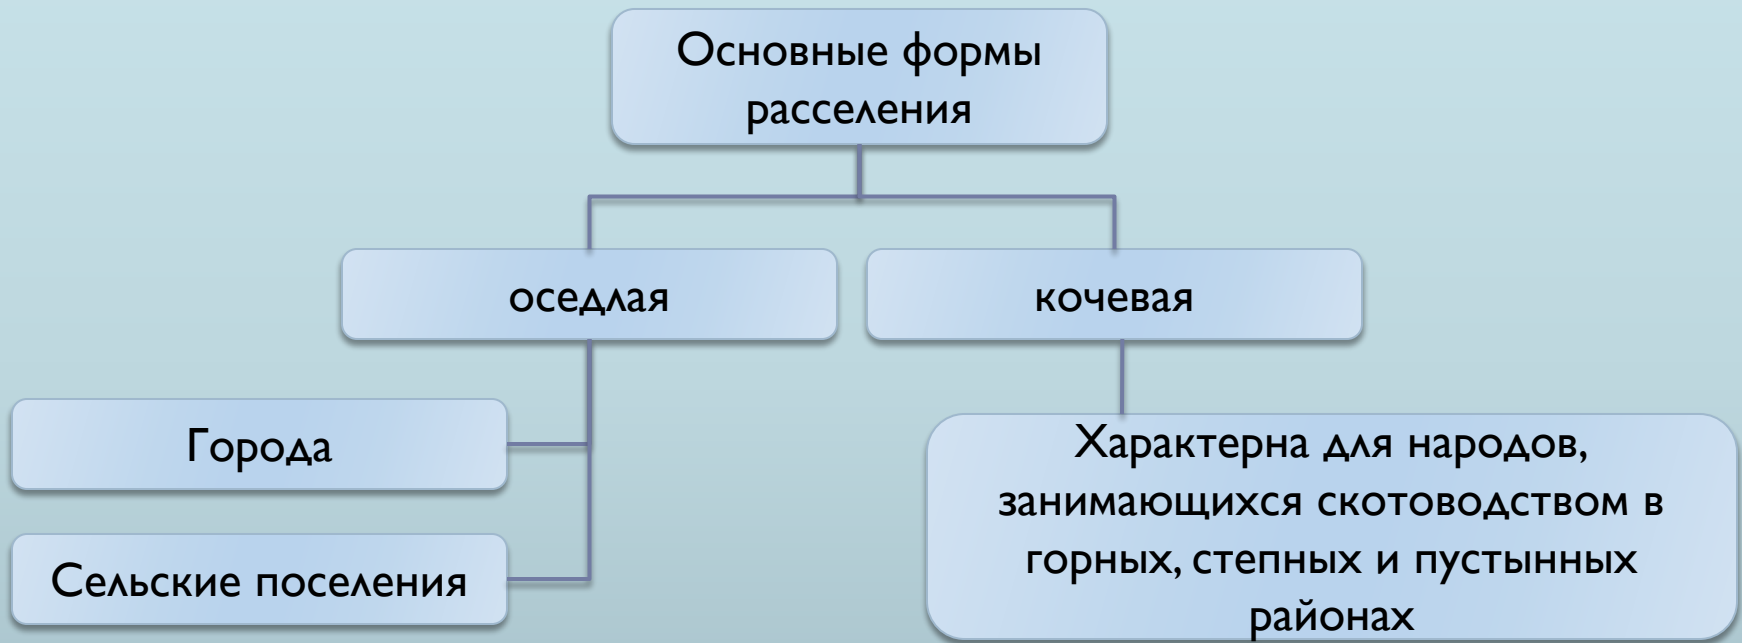 Основные формы
расселения
оседлая
кочевая
Города
Сельские поселения
Характерна для народов,
занимающихся скотоводством в
горных, степных и пустынных
районах